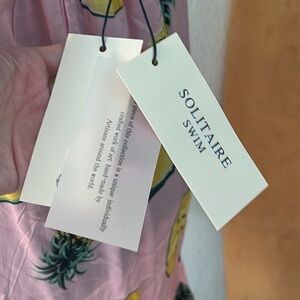 Piece of this collection is a unique individually
crafted work of art hand made by
Artisans around the world.
SOLITAIRE
SWIM